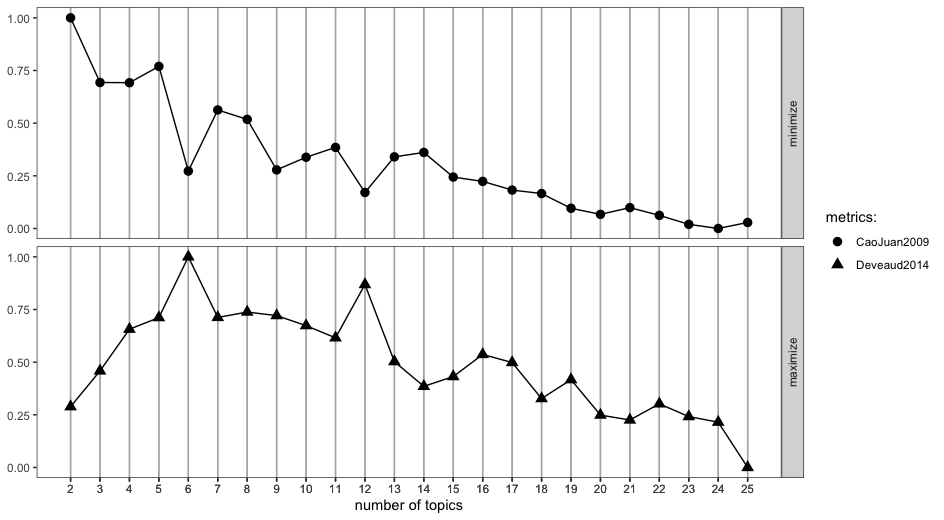 1.00
0.75
0.50
0.25
0.00
minimize
1.00
0.75
0.50
0.25
0.00
maximize
2 3 4 5 6 7 8 9 10 11 12 13 14 15 16 17 18 19 20 21 22 23 24 25
number of topics
metrics:
CaoJuan2009
Deveaud2014